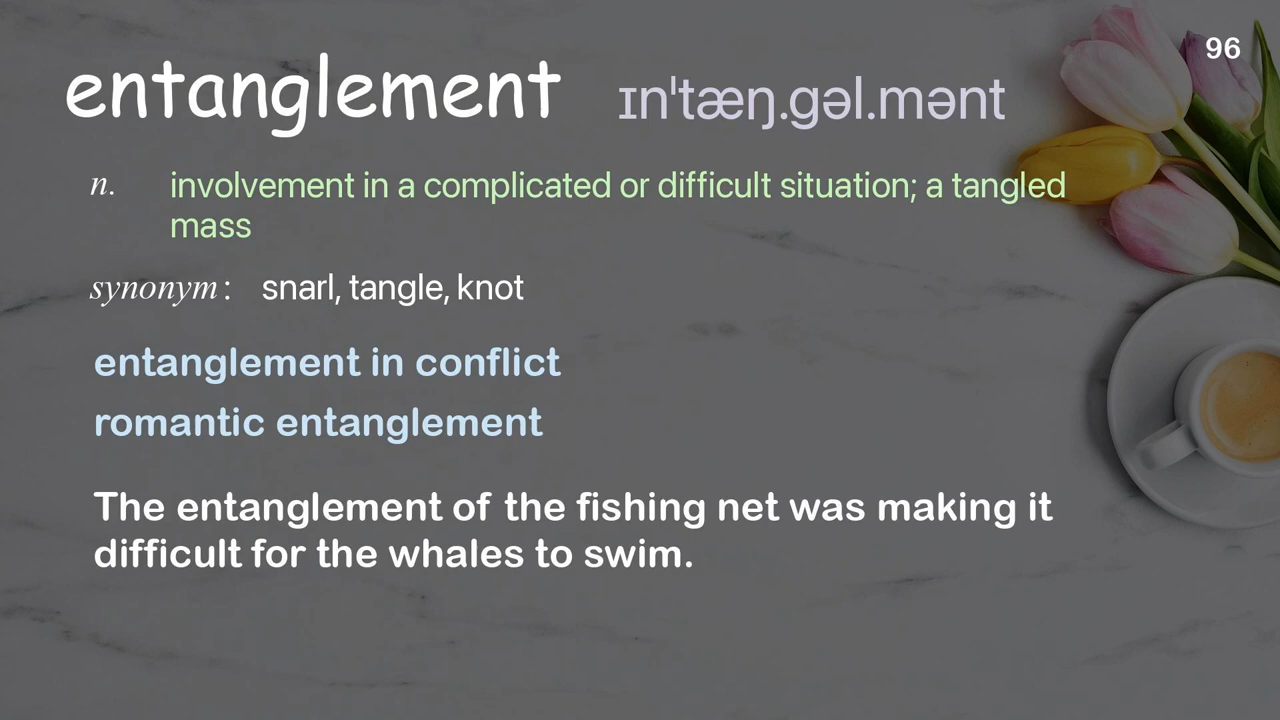 96
entanglement ɪnˈtæŋ.gəl.mənt
n. involvement in a complicated or difficult situation; a tangled
mass
synonym: snarl, tangle, knot
entanglement in conflict
romantic entanglement
The entanglement of the fishing net was making it
difficult for the whales to swim.